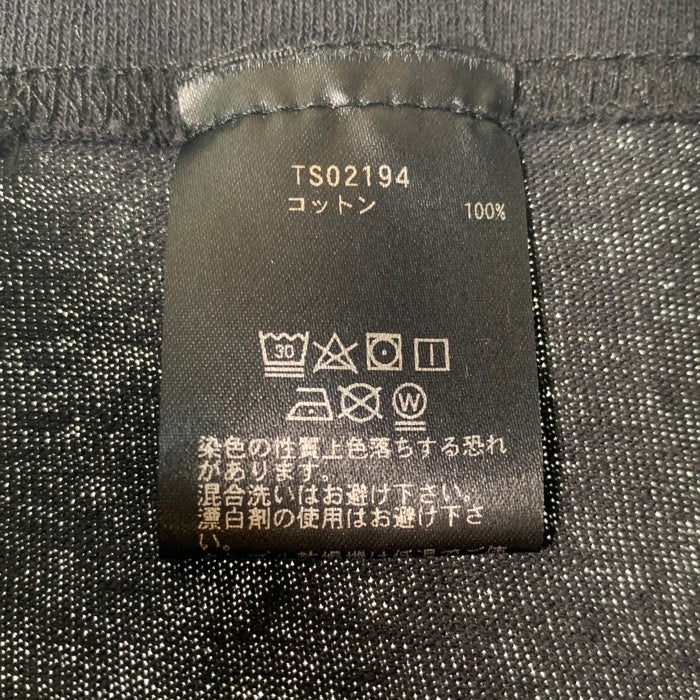 TS02194
コットン 100%
30
W
染色の性質上色落ちする恐れ
があります。
混合洗いはお避け下さい。
漂白剤の使用はお避け下さ
い。